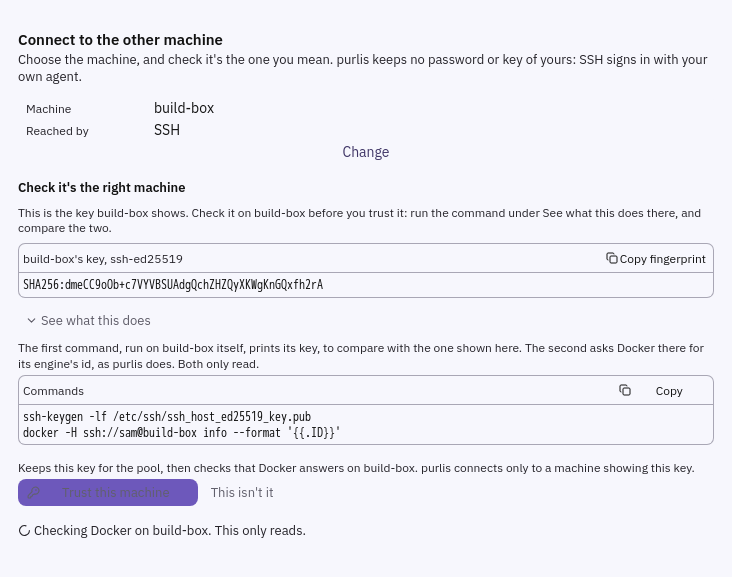 Connect to the other machine
Choose the machine, and check it's the one you mean. purlis keeps no password or key of yours: SSH signs in with your
own agent.
Machine build-box
Reached by SSH
Change
Check it's the right machine
This is the key build-box shows. Check it on build-box before you trust it: run the command under See what this does there, and
compare the two.
build-box's key, ssh-ed25519 Copy fingerprint
SHA256:dmeCC9oOb+c7VYVBSUAdgQchZHZQyXKWgKnGQxfh2rA
See what this does
The first command, run on build-box itself, prints its key, to compare with the one shown here. The second asks Docker there for
its engine's id, as purlis does. Both only read.
Commands Copy
ssh-keygen -lf /etc/ssh/ssh_host_ed25519_key.pub
docker -H ssh://sam@build-box info --format '{{.ID}}'
Keeps this key for the pool, then checks that Docker answers on build-box. purlis connects only to a machine showing this key.
Trust this machine This isn't it
Checking Docker on build-box. This only reads.